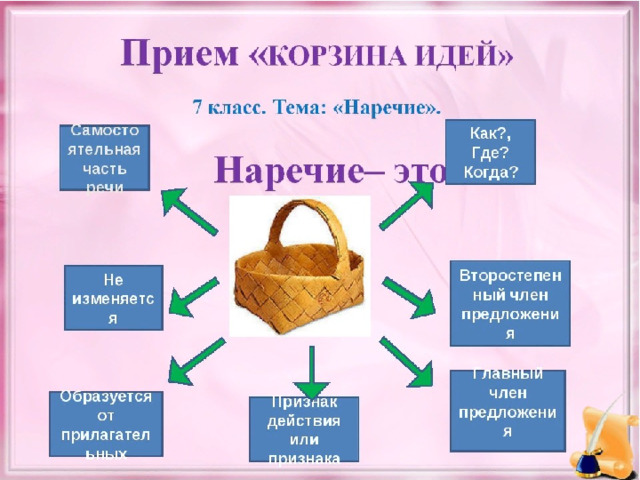 Прием «КОРЗИНА ИДЕЙ»
7 класс. Тема: «Наречие».
Самосто
ятельная
часть
речи
Как?,
Где?
Когда?
Наречие– это
Не
изменяетс
я
Второстепен
ный член
предложени
я
Образуется
от
прилагател
ьных
Признак
действия
или
признака
Главный
член
предложени
я